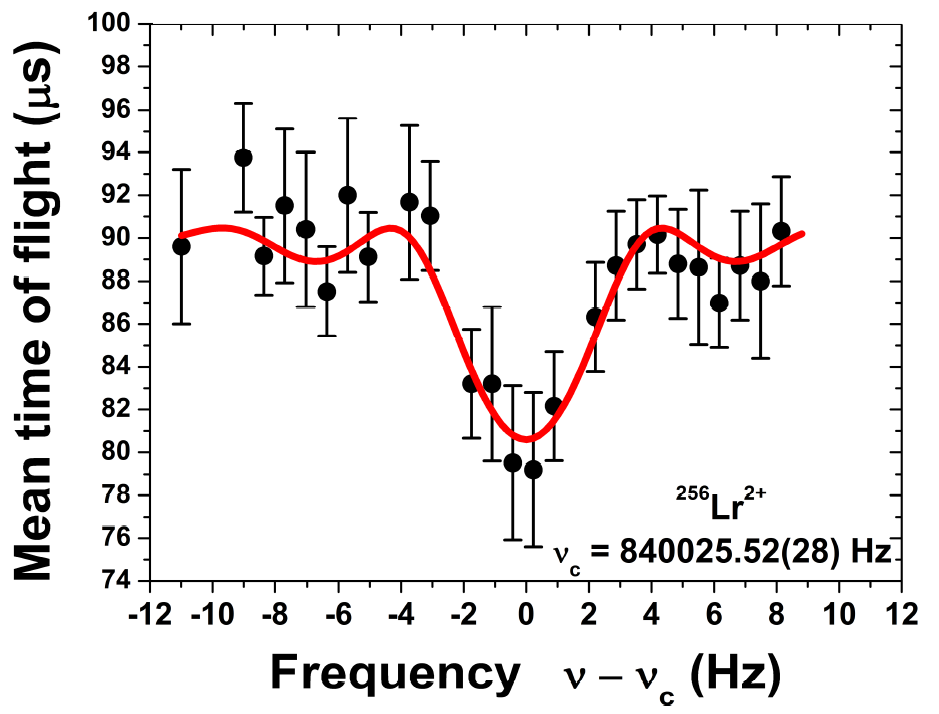 100
98
96
94
92
90
88
86
84
82
80
78
76
74
Mean time of flight (μs)
²⁵⁶Lr²⁺
ν_c = 840025.52(28) Hz
-12 -10 -8 -6 -4 -2 0 2 4 6 8 10 12
Frequency ν – ν_c (Hz)